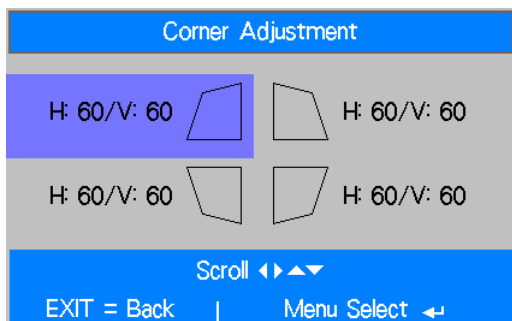 Corner Adjustment
H: 60/V: 60 H: 60/V: 60
H: 60/V: 60 H: 60/V: 60
Scroll
EXIT = Back | Menu Select